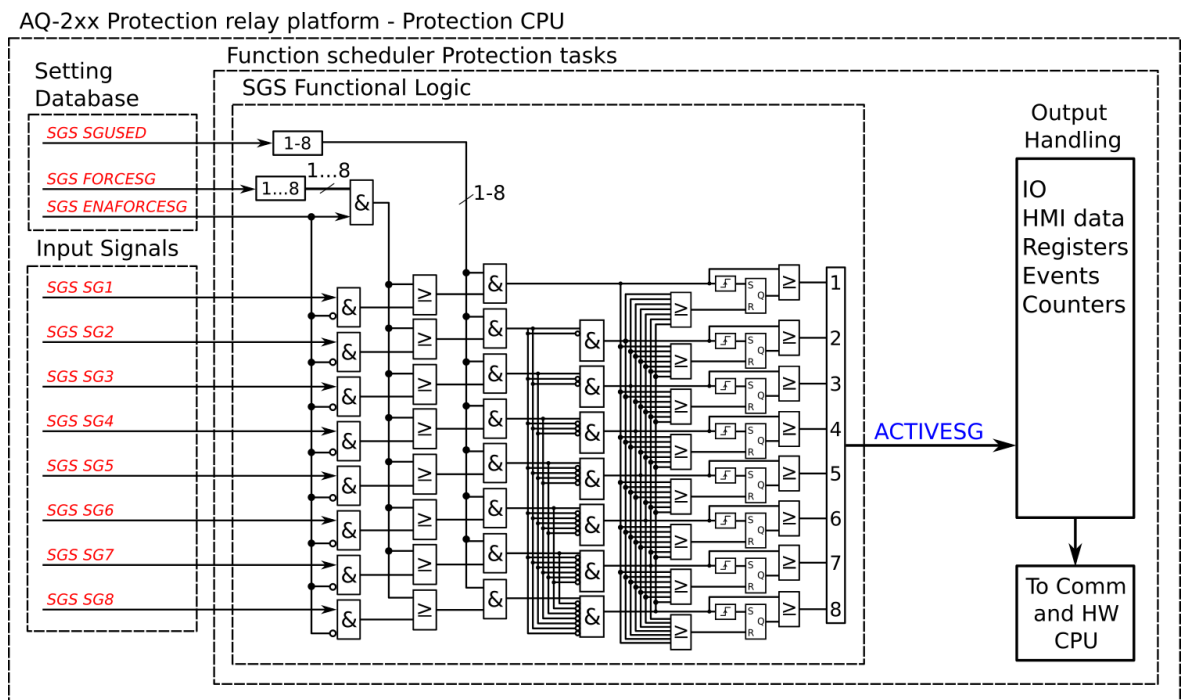 AQ-2xx Protection relay platform - Protection CPU
Function scheduler Protection tasks
Setting
Database
SGS Functional Logic
SGS SGUSED
1-8
SGS FORCESG
1...8
1...8
&
1-8
SGS ENAFORCESG
Output
Handling
IO
HMI data
Registers
Events
Counters
Input Signals
SGS SG1
& ≥ & ≥ S Q R ≥ 1
SGS SG2
& ≥ & & ≥ S Q R ≥ 2
SGS SG3
& ≥ & & ≥ S Q R ≥ 3
SGS SG4
& ≥ & & ≥ S Q R ≥ 4
ACTIVESG
SGS SG5
& ≥ & & ≥ S Q R ≥ 5
SGS SG6
& ≥ & & ≥ S Q R ≥ 6
SGS SG7
& ≥ & & ≥ S Q R ≥ 7
SGS SG8
& ≥ & & ≥ S Q R ≥ 8
To Comm
and HW
CPU